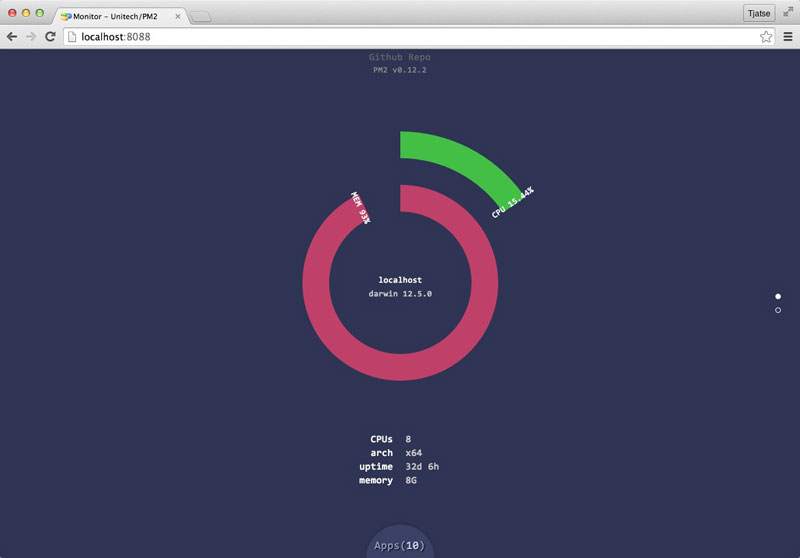 Monitor – Unitech/PM2
Tjatse
localhost:8088
Github Repo
PM2 v0.12.2
CPU 15.44%
MEM 93%
localhost
darwin 12.5.0
CPUs 8
arch x64
uptime 32d 6h
memory 8G
Apps(10)